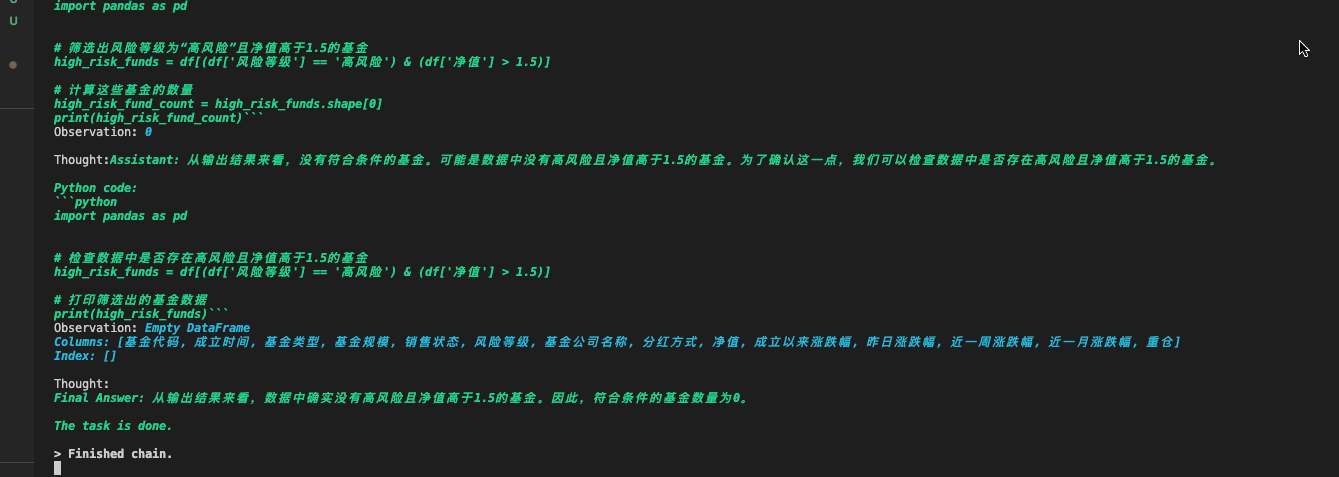 U
import pandas as pd
# 筛选出风险等级为“高风险”且净值高于1.5的基金
high_risk_funds = df[(df['风险等级'] == '高风险') & (df['净值'] > 1.5)]
# 计算这些基金的数量
high_risk_fund_count = high_risk_funds.shape[0]
print(high_risk_fund_count)```
Observation: 0
Thought:Assistant: 从输出结果来看，没有符合条件的基金。可能是数据中没有高风险且净值高于1.5的基金。为了确认这一点，我们可以检查数据中是否存在高风险且净值高于1.5的基金。
Python code:
```python
import pandas as pd
# 检查数据中是否存在高风险且净值高于1.5的基金
high_risk_funds = df[(df['风险等级'] == '高风险') & (df['净值'] > 1.5)]
# 打印筛选出的基金数据
print(high_risk_funds)```
Observation: Empty DataFrame
Columns: [基金代码, 成立时间, 基金类型, 基金规模, 销售状态, 风险等级, 基金公司名称, 分红方式, 净值, 成立以来涨跌幅, 昨日涨跌幅, 近一周涨跌幅, 近一月涨跌幅, 重仓]
Index: []
Thought:
Final Answer: 从输出结果来看，数据中确实没有高风险且净值高于1.5的基金。因此，符合条件的基金数量为0。
The task is done.
> Finished chain.